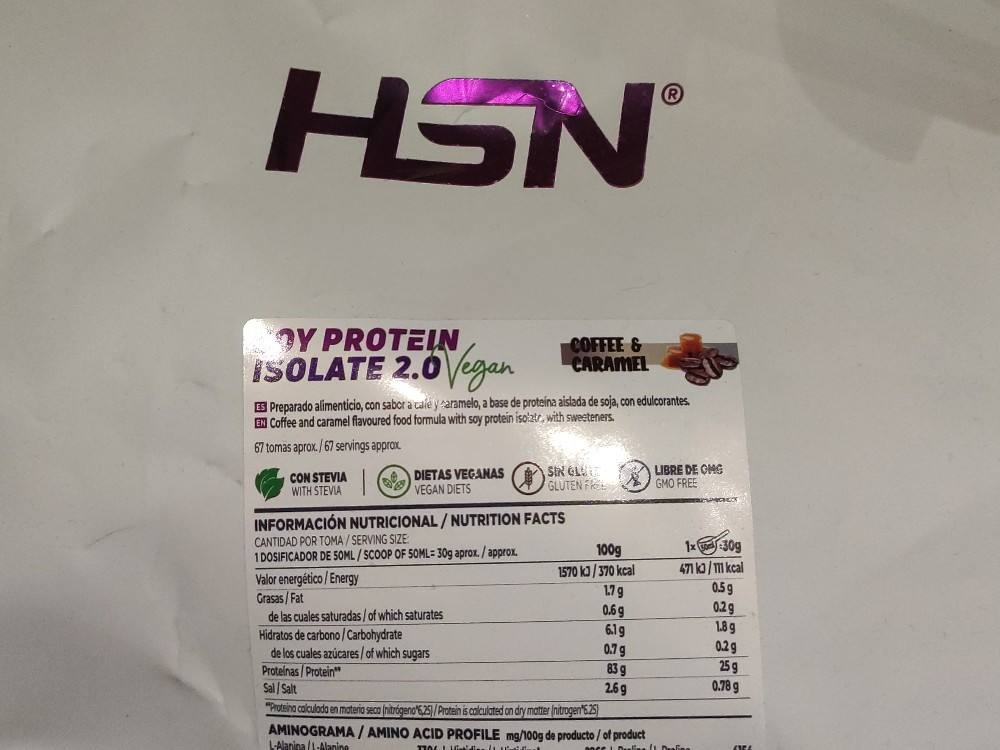 HSN®
SOY PROTEIN
ISOLATE 2.0 Vegan
COFFEE &
CARAMEL
ES Preparado alimenticio, con sabor a café y caramelo, a base de proteína aislada de soja, con edulcorantes.
EN Coffee and caramel flavoured food formula with soy protein isolate, with sweeteners.
67 tomas aprox. / 67 servings approx.
CON STEVIA
WITH STEVIA
DIETAS VEGANAS
VEGAN DIETS
SIN GLUTEN
GLUTEN FREE
LIBRE DE OMG
GMO FREE
INFORMACIÓN NUTRICIONAL / NUTRITION FACTS
CANTIDAD POR TOMA / SERVING SIZE:
1 DOSIFICADOR DE 50ML / SCOOP OF 50ML= 30g aprox. / approx. 100g 1x 50ml =30g
Valor energético / Energy 1570 kJ / 370 kcal 471 kJ / 111 kcal
Grasas / Fat 1.7 g 0.5 g
de las cuales saturadas / of which saturates 0.6 g 0.2 g
Hidratos de carbono / Carbohydrate 6.1 g 1.8 g
de los cuales azúcares / of which sugars 0.7 g 0.2 g
Proteínas / Protein** 83 g 25 g
Sal / Salt 2.6 g 0.78 g
**Proteína calculada en materia seca (nitrógeno*6,25) / Protein is calculated on dry matter (nitrogen*6.25)
AMINOGRAMA / AMINO ACID PROFILE mg/100g de producto / of product
L-Alanina / L-Alanine